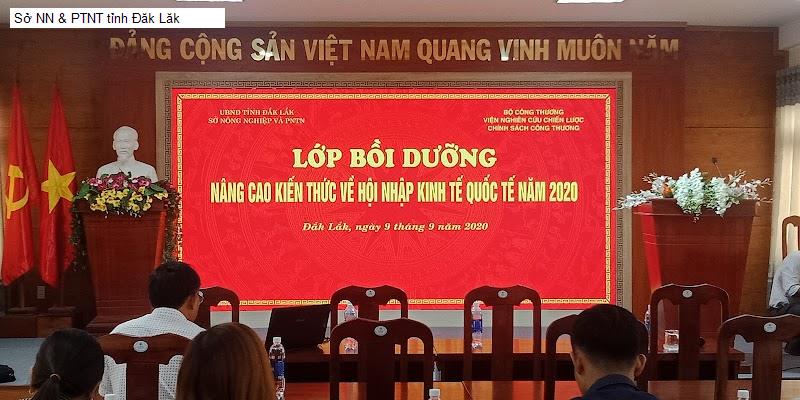 Sở NN & PTNT tỉnh Đăk Lăk
ĐẢNG CỘNG SẢN VIỆT NAM QUANG VINH MUÔN NĂM
UBND TỈNH ĐẮK LẮK
SỞ NÔNG NGHIỆP VÀ PNTN
BỘ CÔNG THƯƠNG
VIỆN NGHIÊN CỨU CHIẾN LƯỢC
CHÍNH SÁCH CÔNG THƯƠNG
LỚP BỒI DƯỠNG
NÂNG CAO KIẾN THỨC VỀ HỘI NHẬP KINH TẾ QUỐC TẾ NĂM 2020
Đắk Lắk, ngày 9 tháng 9 năm 2020